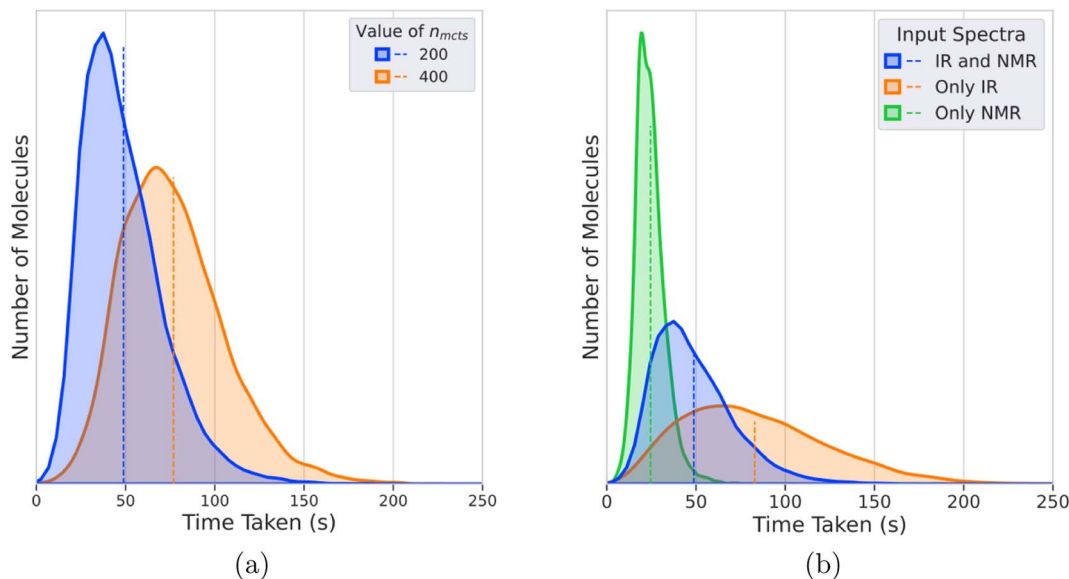 Value of n_mcts
200
400
Number of Molecules
0 50 100 150 200 250
Time Taken (s)
(a)
Input Spectra
IR and NMR
Only IR
Only NMR
Number of Molecules
0 50 100 150 200 250
Time Taken (s)
(b)